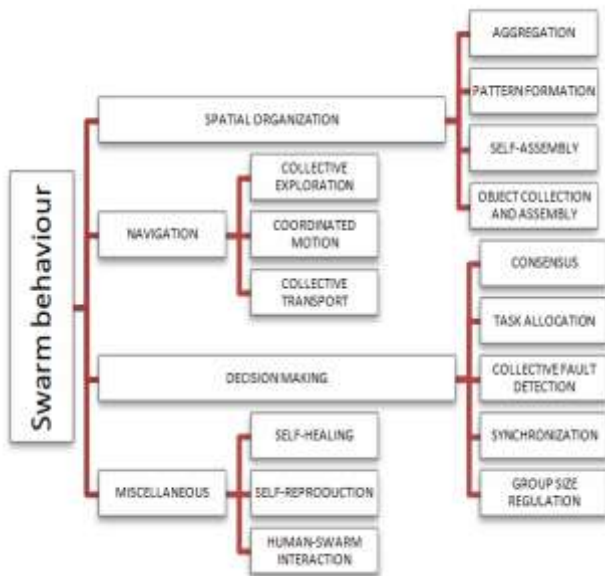 Swarm behaviour
SPATIAL ORGANIZATION
AGGREGATION
PATTERN FORMATION
SELF-ASSEMBLY
OBJECT COLLECTION
AND ASSEMBLY
NAVIGATION
COLLECTIVE
EXPLORATION
COORDINATED
MOTION
COLLECTIVE
TRANSPORT
DECISION MAKING
CONSENSUS
TASK ALLOCATION
COLLECTIVE FAULT
DETECTION
SYNCHRONIZATION
GROUP SIZE
REGULATION
MISCELLANEOUS
SELF-HEALING
SELF-REPRODUCTION
HUMAN-SWARM
INTERACTION